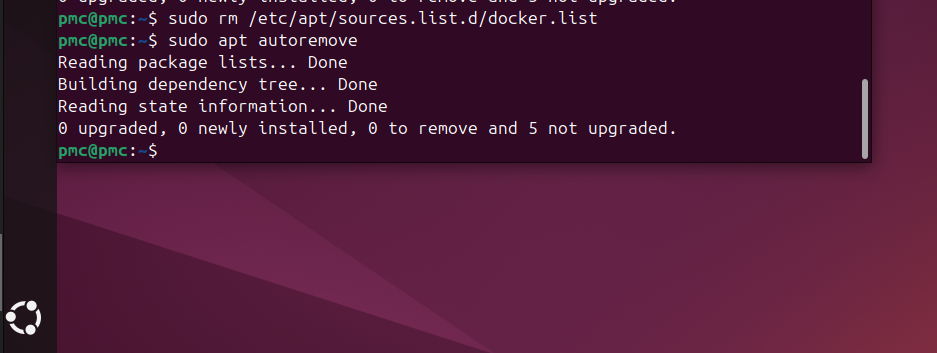 pmc@pmc:~$ sudo rm /etc/apt/sources.list.d/docker.list
pmc@pmc:~$ sudo apt autoremove
Reading package lists... Done
Building dependency tree... Done
Reading state information... Done
0 upgraded, 0 newly installed, 0 to remove and 5 not upgraded.
pmc@pmc:~$